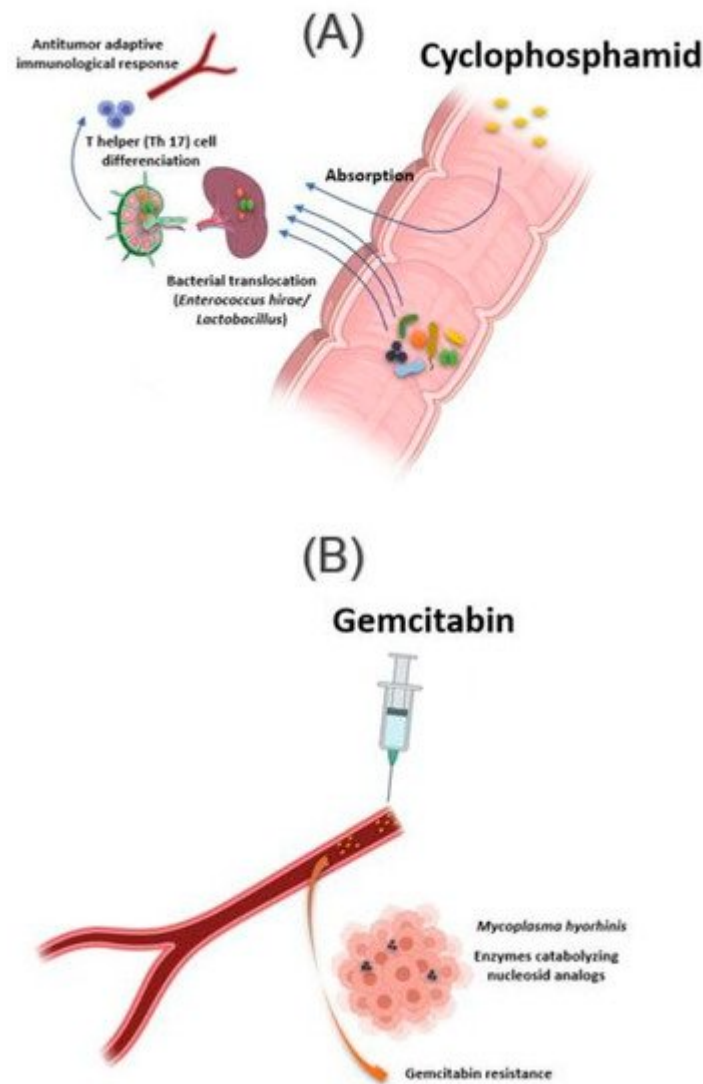 (A)
Cyclophosphamid
Antitumor adaptive
immunological response
T helper (Th 17) cell
differenciation
Absorption
Bacterial translocation
(Enterococcus hirae/
Lactobacillus)
(B)
Gemcitabin
Mycoplasma hyorhinis
Enzymes catabolyzing
nucleosid analogs
Gemcitabin resistance